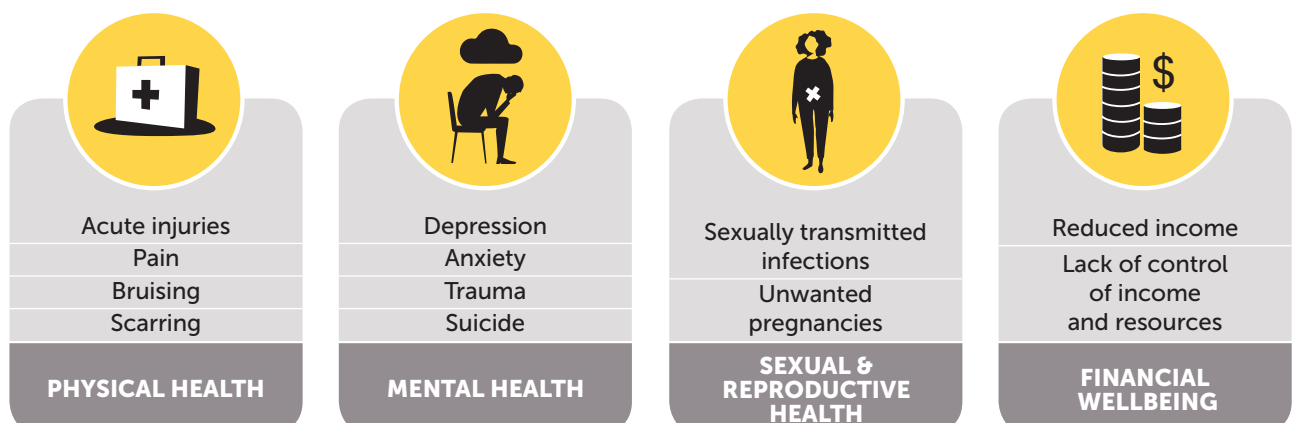 $
Acute injuries
Pain
Bruising
Scarring
PHYSICAL HEALTH
Depression
Anxiety
Trauma
Suicide
MENTAL HEALTH
Sexually transmitted
infections
Unwanted
pregnancies
SEXUAL &
REPRODUCTIVE
HEALTH
Reduced income
Lack of control
of income
and resources
FINANCIAL
WELLBEING